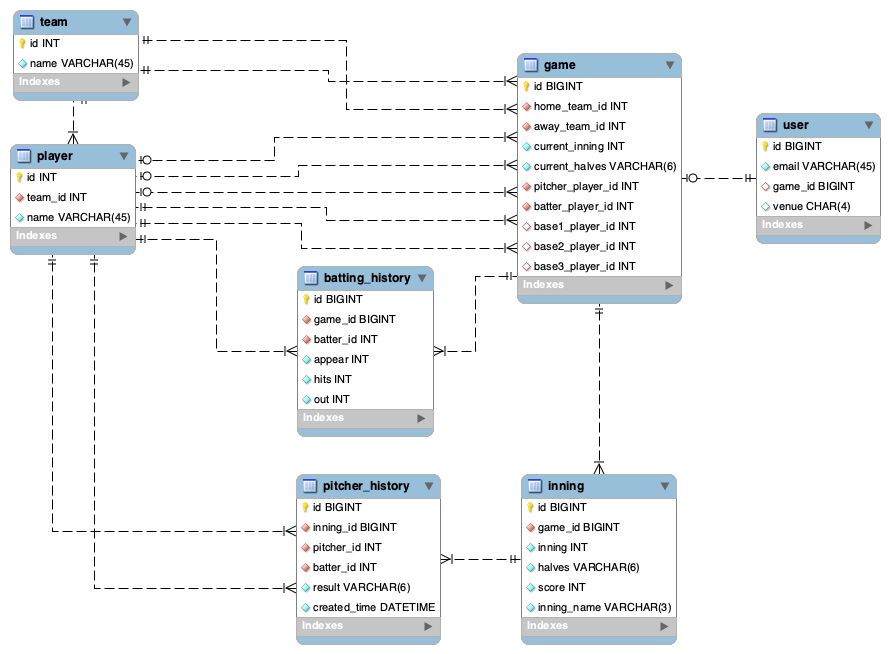 team
id INT
name VARCHAR(45)
Indexes
player
id INT
team_id INT
name VARCHAR(45)
Indexes
game
id BIGINT
home_team_id INT
away_team_id INT
current_inning INT
current_halves VARCHAR(6)
pitcher_player_id INT
batter_player_id INT
base1_player_id INT
base2_player_id INT
base3_player_id INT
Indexes
user
id BIGINT
email VARCHAR(45)
game_id BIGINT
venue CHAR(4)
Indexes
batting_history
id BIGINT
game_id BIGINT
batter_id INT
appear INT
hits INT
out INT
Indexes
pitcher_history
id BIGINT
inning_id BIGINT
pitcher_id INT
batter_id INT
result VARCHAR(6)
created_time DATETIME
Indexes
inning
id BIGINT
game_id BIGINT
inning INT
halves VARCHAR(6)
score INT
inning_name VARCHAR(3)
Indexes